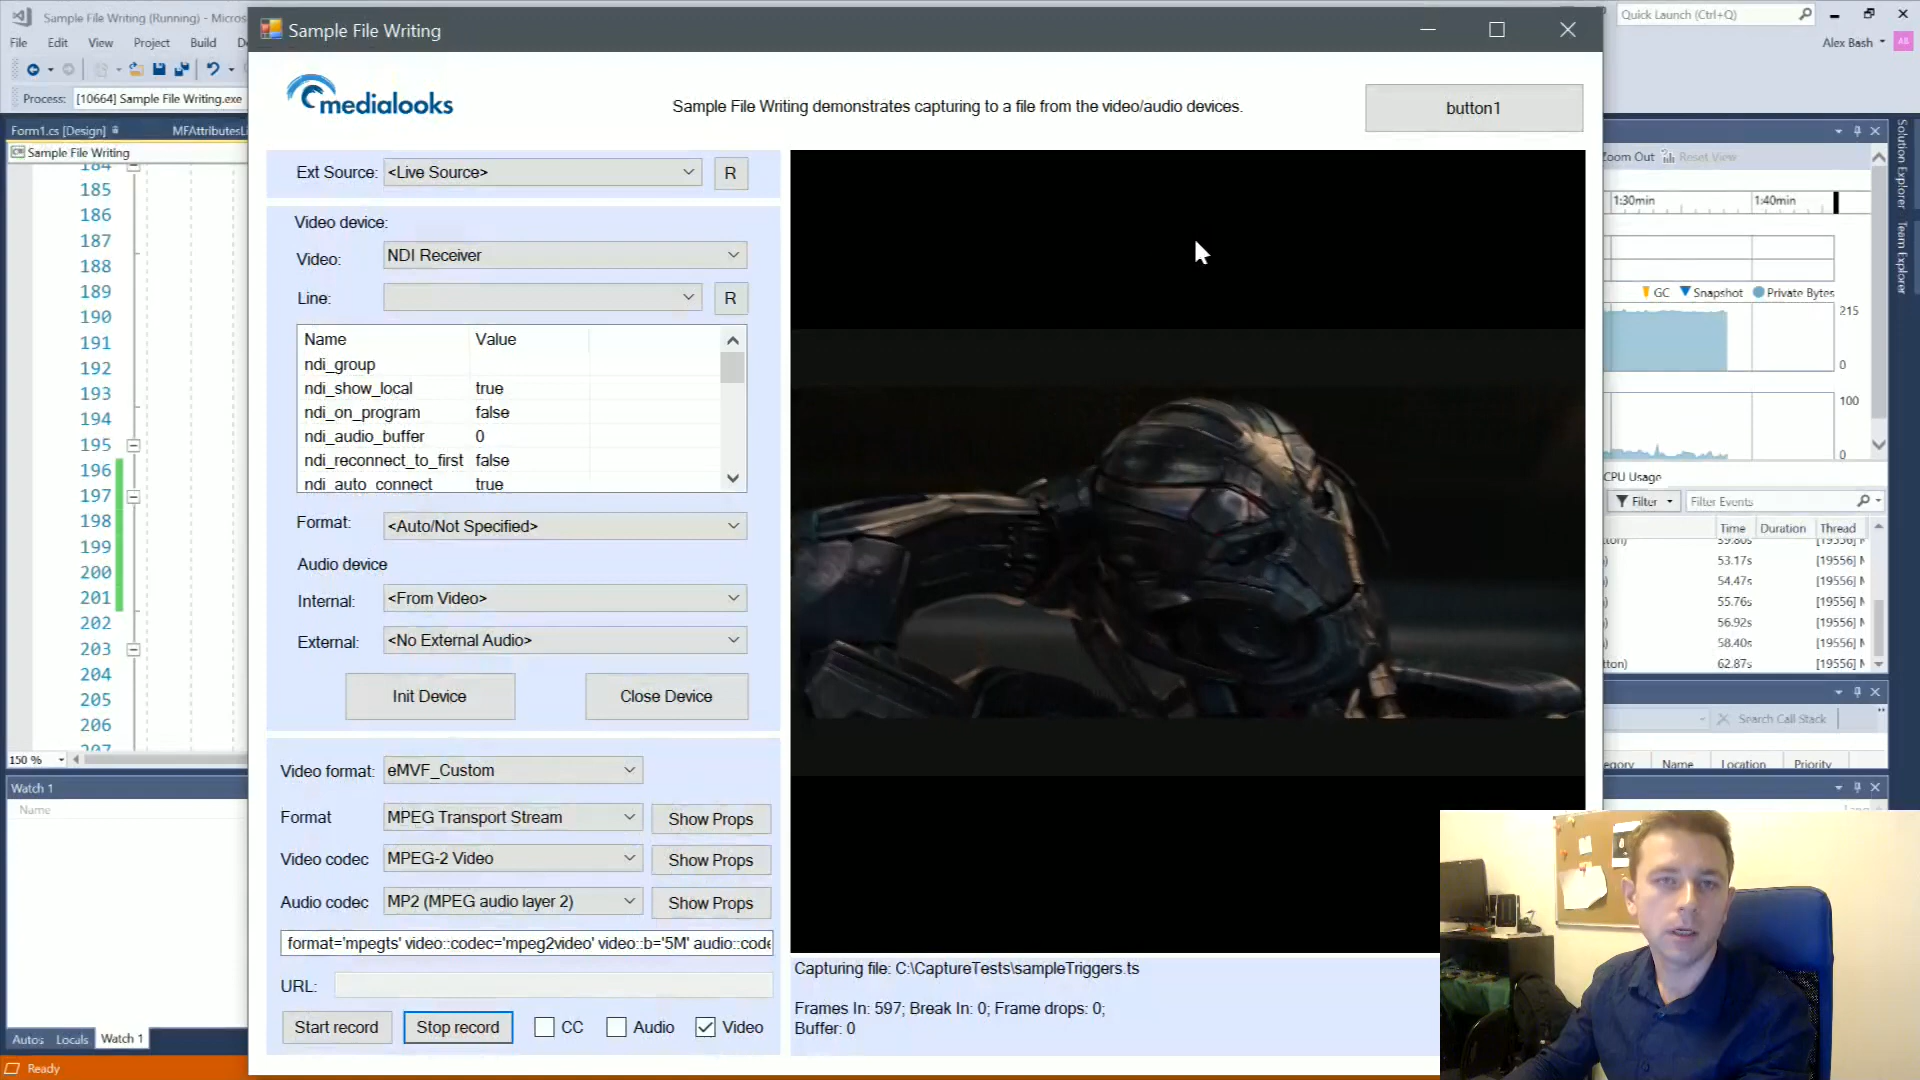 Sample File Writing (Running) - Micros
Quick Launch (Ctrl+Q)
File Edit View Project Build De
Alex Bash
AB
Process: [10664] Sample File Writing.exe
Form1.cs [Design]
MFAttributesLi
Sample File Writing
184
185
186
187
188
189
190
191
192
193
194
195
196
197
198
199
200
201
202
203
204
205
206
207
150 %
Watch 1
Name
Autos Locals Watch 1
Ready
Sample File Writing
medialooks
Sample File Writing demonstrates capturing to a file from the video/audio devices.
button1
Ext Source: <Live Source> R
Video device:
Video: NDI Receiver
Line: R
Name Value
ndi_group
ndi_show_local true
ndi_on_program false
ndi_audio_buffer 0
ndi_reconnect_to_first false
ndi_auto_connect true
Format: <Auto/Not Specified>
Audio device
Internal: <From Video>
External: <No External Audio>
Init Device Close Device
Video format: eMVF_Custom
Format MPEG Transport Stream Show Props
Video codec MPEG-2 Video Show Props
Audio codec MP2 (MPEG audio layer 2) Show Props
format='mpegts' video::codec='mpeg2video' video::b='5M' audio::code
URL:
Start record Stop record CC Audio Video
Capturing file: C:\CaptureTests\sampleTriggers.ts
Frames In: 597; Break In: 0; Frame drops: 0;
Buffer: 0
Zoom Out Reset View
1:30min 1:40min
GC Snapshot Private Bytes
215
0
100
0
CPU Usage
Filter Filter Events
Time Duration Thread
39.80s [19556] M
53.17s [19556] M
54.47s [19556] M
55.76s [19556] M
56.92s [19556] M
58.40s [19556] M
tton) 62.87s [19556] M
Search Call Stack
egory Name Location Priority
Solution Explorer
Team Explorer